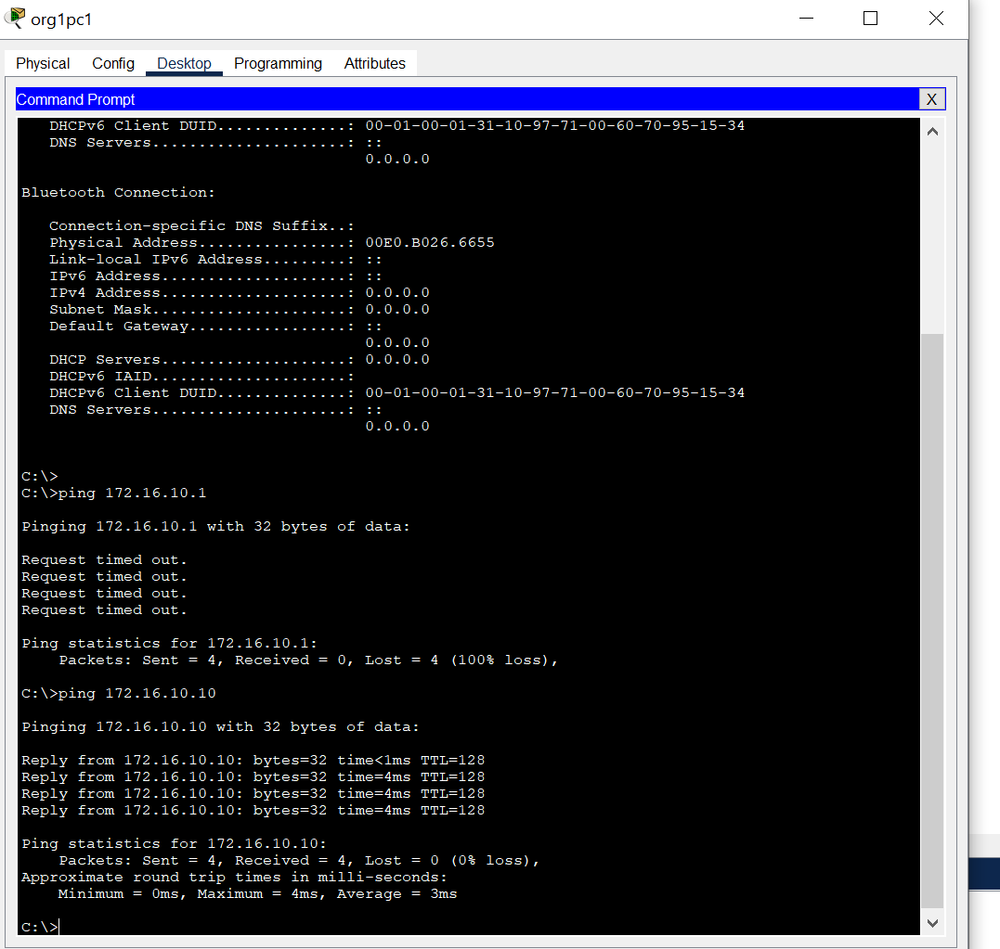 org1pc1
Physical Config Desktop Programming Attributes
Command Prompt
X
DHCPv6 Client DUID..............: 00-01-00-01-31-10-97-71-00-60-70-95-15-34
DNS Servers.....................: ::
0.0.0.0
Bluetooth Connection:
Connection-specific DNS Suffix..:
Physical Address................: 00E0.B026.6655
Link-local IPv6 Address.........: ::
IPv6 Address....................: ::
IPv4 Address....................: 0.0.0.0
Subnet Mask.....................: 0.0.0.0
Default Gateway.................: ::
0.0.0.0
DHCP Servers....................: 0.0.0.0
DHCPv6 IAID.....................:
DHCPv6 Client DUID..............: 00-01-00-01-31-10-97-71-00-60-70-95-15-34
DNS Servers.....................: ::
0.0.0.0
C:\>
C:\>ping 172.16.10.1
Pinging 172.16.10.1 with 32 bytes of data:
Request timed out.
Request timed out.
Request timed out.
Request timed out.
Ping statistics for 172.16.10.1:
Packets: Sent = 4, Received = 0, Lost = 4 (100% loss),
C:\>ping 172.16.10.10
Pinging 172.16.10.10 with 32 bytes of data:
Reply from 172.16.10.10: bytes=32 time<1ms TTL=128
Reply from 172.16.10.10: bytes=32 time=4ms TTL=128
Reply from 172.16.10.10: bytes=32 time=4ms TTL=128
Reply from 172.16.10.10: bytes=32 time=4ms TTL=128
Ping statistics for 172.16.10.10:
Packets: Sent = 4, Received = 4, Lost = 0 (0% loss),
Approximate round trip times in milli-seconds:
Minimum = 0ms, Maximum = 4ms, Average = 3ms
C:\>